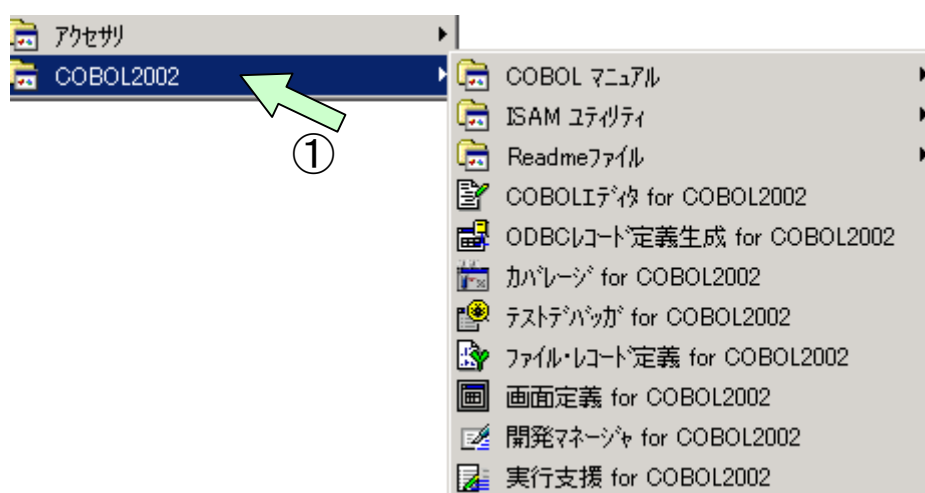 アクセサリ
COBOL2002
①
COBOL マニュアル
ISAM ユティリティ
Readmeファイル
COBOLエディタ for COBOL2002
ODBCレコード定義生成 for COBOL2002
カバレージ for COBOL2002
テストデバッガ for COBOL2002
ファイル・レコード定義 for COBOL2002
画面定義 for COBOL2002
開発マネージャ for COBOL2002
実行支援 for COBOL2002